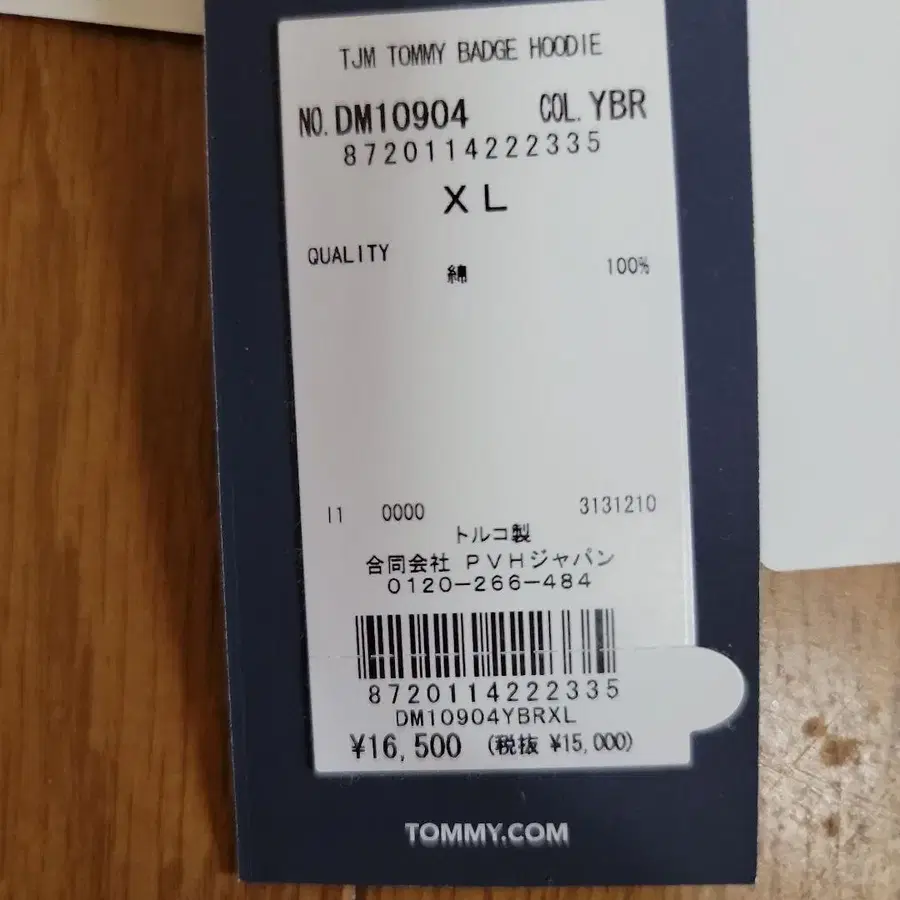 TJM TOMMY BADGE HOODIE
NO. DM10904 COL. YBR
8720114222335
XL
QUALITY
綿 100%
I1 0000 3131210
トルコ製
合同会社 PVHジャパン
0120-266-484
8720114222335
DM10904YBRXL
¥16,500 (税抜 ¥15,000)
TOMMY.COM